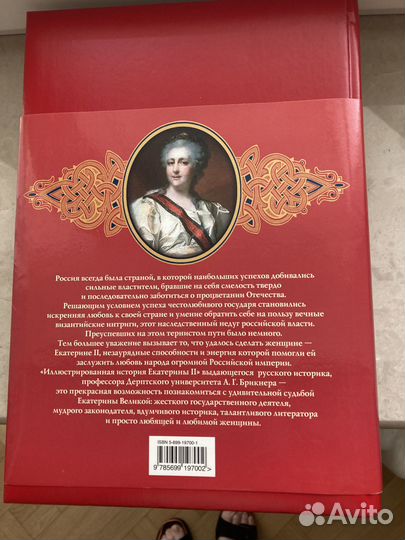 Россия всегда была страной, в которой наибольших успехов добивались
сильные властители, бравшие на себя смелость твердо
и последовательно заботиться о процветании Отечества.
Решающим условием успеха честолюбивого государя становились
искренняя любовь к своей стране и умение обратить себе на пользу вечные
византийские интриги, этот наследственный недуг российской власти.
Преуспевших на этом тернистом пути было немного.
Тем большее уважение вызывает то, что удалось сделать женщине —
Екатерине II, незаурядные способности и энергия которой помогли ей
заслужить любовь народа огромной Российской империи.
«Иллюстрированная история Екатерины II» выдающегося русского историка,
профессора Дерптского университета А. Г. Брикнера —
это прекрасная возможность познакомиться с удивительной судьбой
Екатерины Великой: жесткого государственного деятеля,
мудрого законодателя, вдумчивого историка, талантливого литератора
и просто любящей и любимой женщины.
ISBN 5-699-19700-1
9 785699 197002 >
Avito